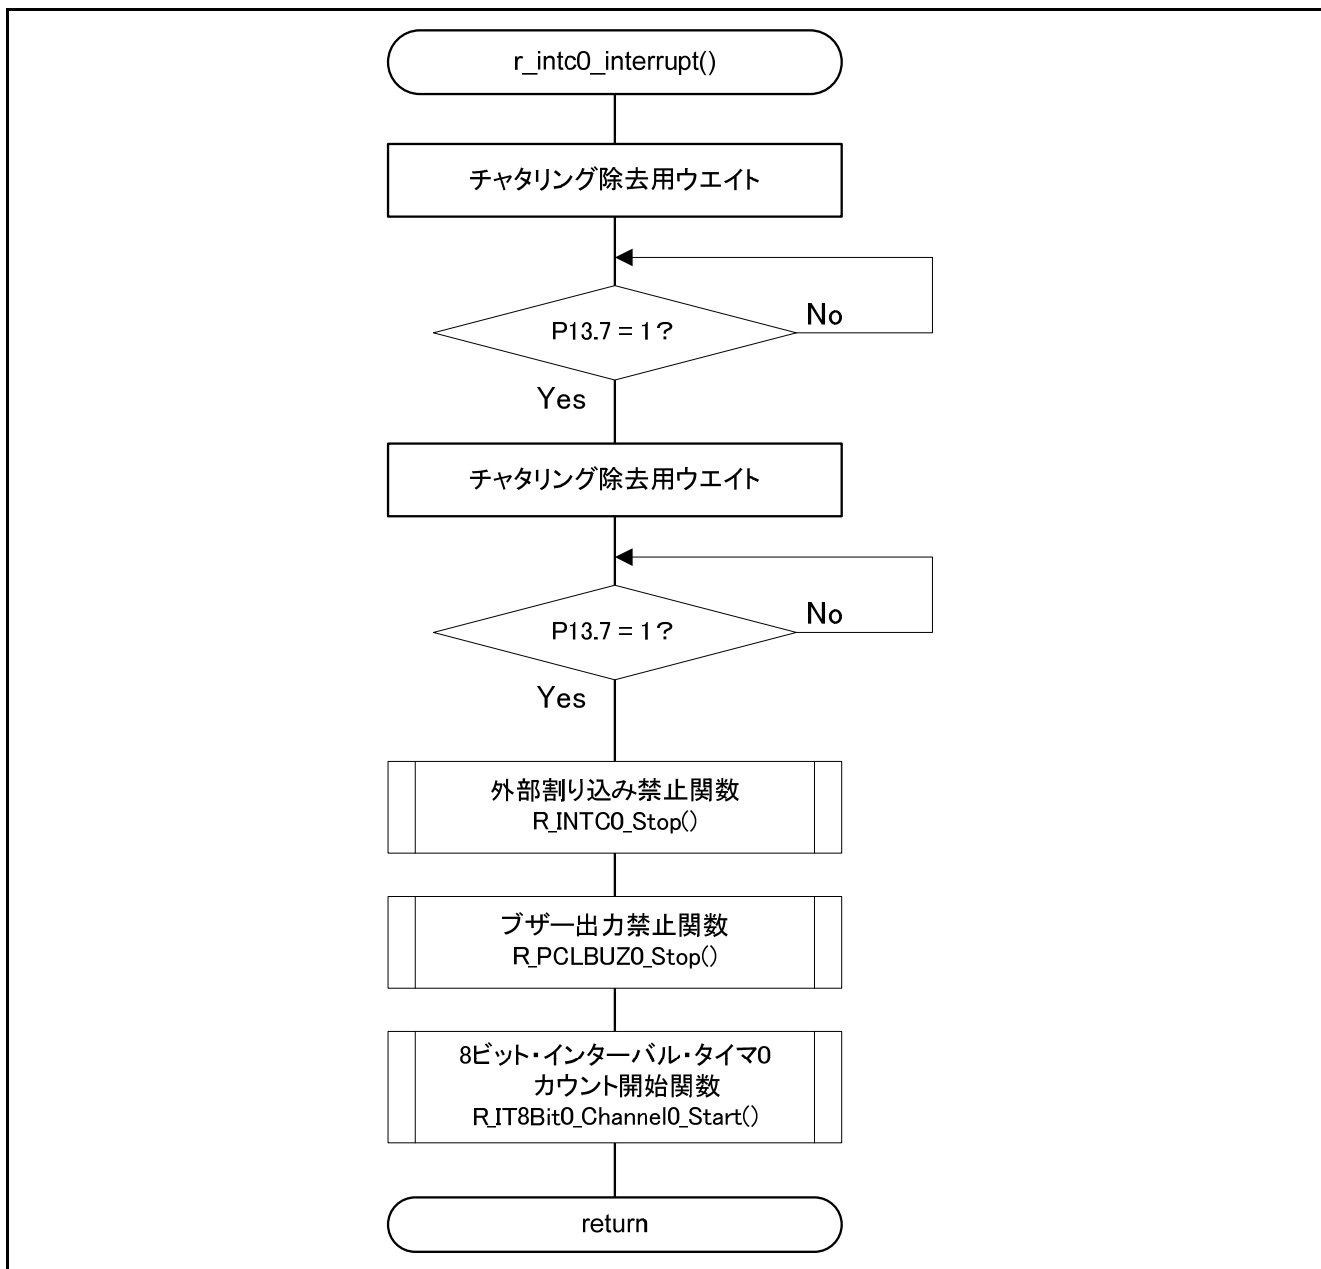 r_intc0_interrupt()
チャタリング除去用ウエイト
P13.7 = 1？
No
Yes
チャタリング除去用ウエイト
P13.7 = 1？
No
Yes
外部割り込み禁止関数
R_INTC0_Stop()
ブザー出力禁止関数
R_PCLBUZ0_Stop()
8ビット・インターバル・タイマ0
カウント開始関数
R_IT8Bit0_Channel0_Start()
return